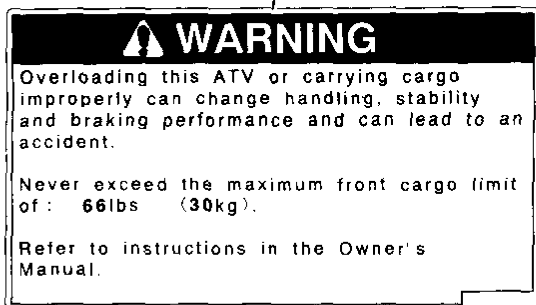 WARNING
Overloading this ATV or carrying cargo
improperly can change handling, stability
and braking performance and can lead to an
accident.
Never exceed the maximum front cargo limit
of : 66lbs (30kg).
Refer to instructions in the Owner's
Manual.